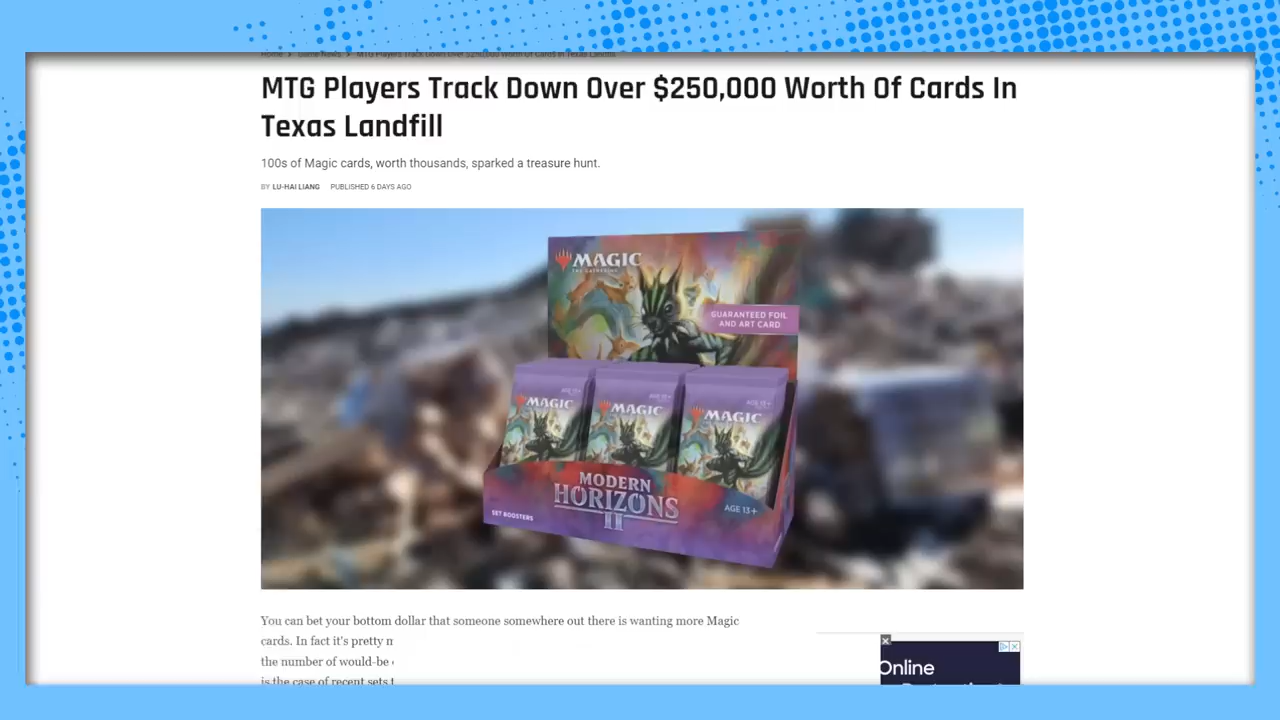 MTG Players Track Down Over $250,000 Worth Of Cards In
Texas Landfill
100s of Magic cards, worth thousands, sparked a treasure hunt.
BY LU-HAI LIANG PUBLISHED 6 DAYS AGO
MAGIC
THE GATHERING
GUARANTEED FOIL
AND ART CARD
AGE 13+
MAGIC
MAGIC
AGE 13+
MAGIC
MODERN
HORIZONS
II
SET BOOSTERS
AGE 13+
You can bet your bottom dollar that someone somewhere out there is wanting more Magic
cards. In fact it's pretty
the number of would-be
is the case of recent sets
Online